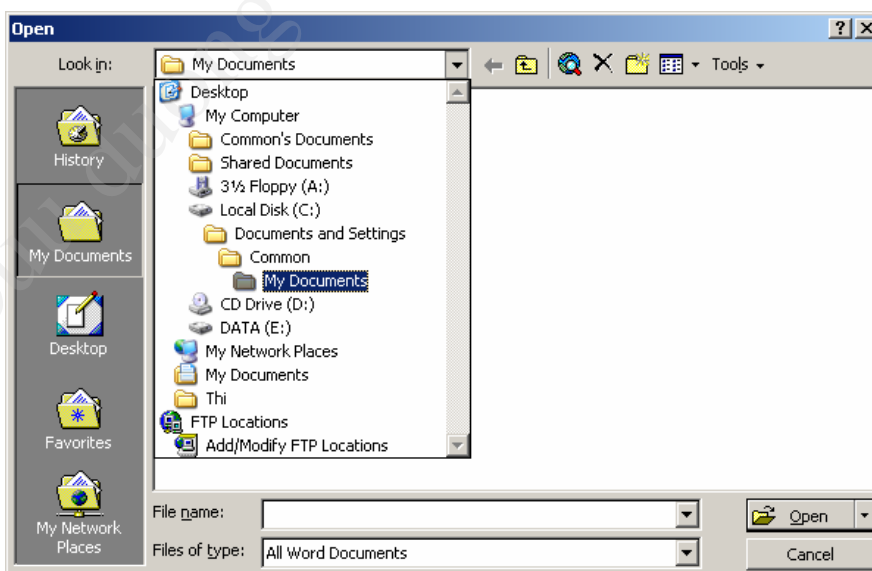 Open
Look in:
My Documents
Tools
Desktop
My Computer
Common's Documents
Shared Documents
3½ Floppy (A:)
Local Disk (C:)
Documents and Settings
Common
My Documents
CD Drive (D:)
DATA (E:)
My Network Places
My Documents
Thi
FTP Locations
Add/Modify FTP Locations
History
My Documents
Desktop
Favorites
My Network
Places
File name:
Open
Files of type:
All Word Documents
Cancel